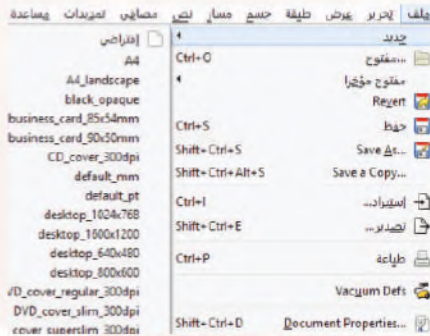 ملف تحرير عرض طبقة جسم مسار نص مصافي تمديدات مساعدة
جديد
مفتوح... Ctrl+O
مفتوح مؤخرا
Revert
حفظ Ctrl+S
Save As... Shift+Ctrl+S
Save a Copy... Shift+Ctrl+Alt+S
إستيراد... Ctrl+I
تصدير... Shift+Ctrl+E
طباعة Ctrl+P
Vacuum Defs
Document Properties... Shift+Ctrl+D
إفتراضي
A4
A4_landscape
black_opaque
business_card_85x54mm
business_card_90x50mm
CD_cover_300dpi
default_mm
default_pt
desktop_1024x768
desktop_1600x1200
desktop_640x480
desktop_800x600
VD_cover_regular_300dpi
DVD_cover_slim_300dpi
cover_superslim_300dpi